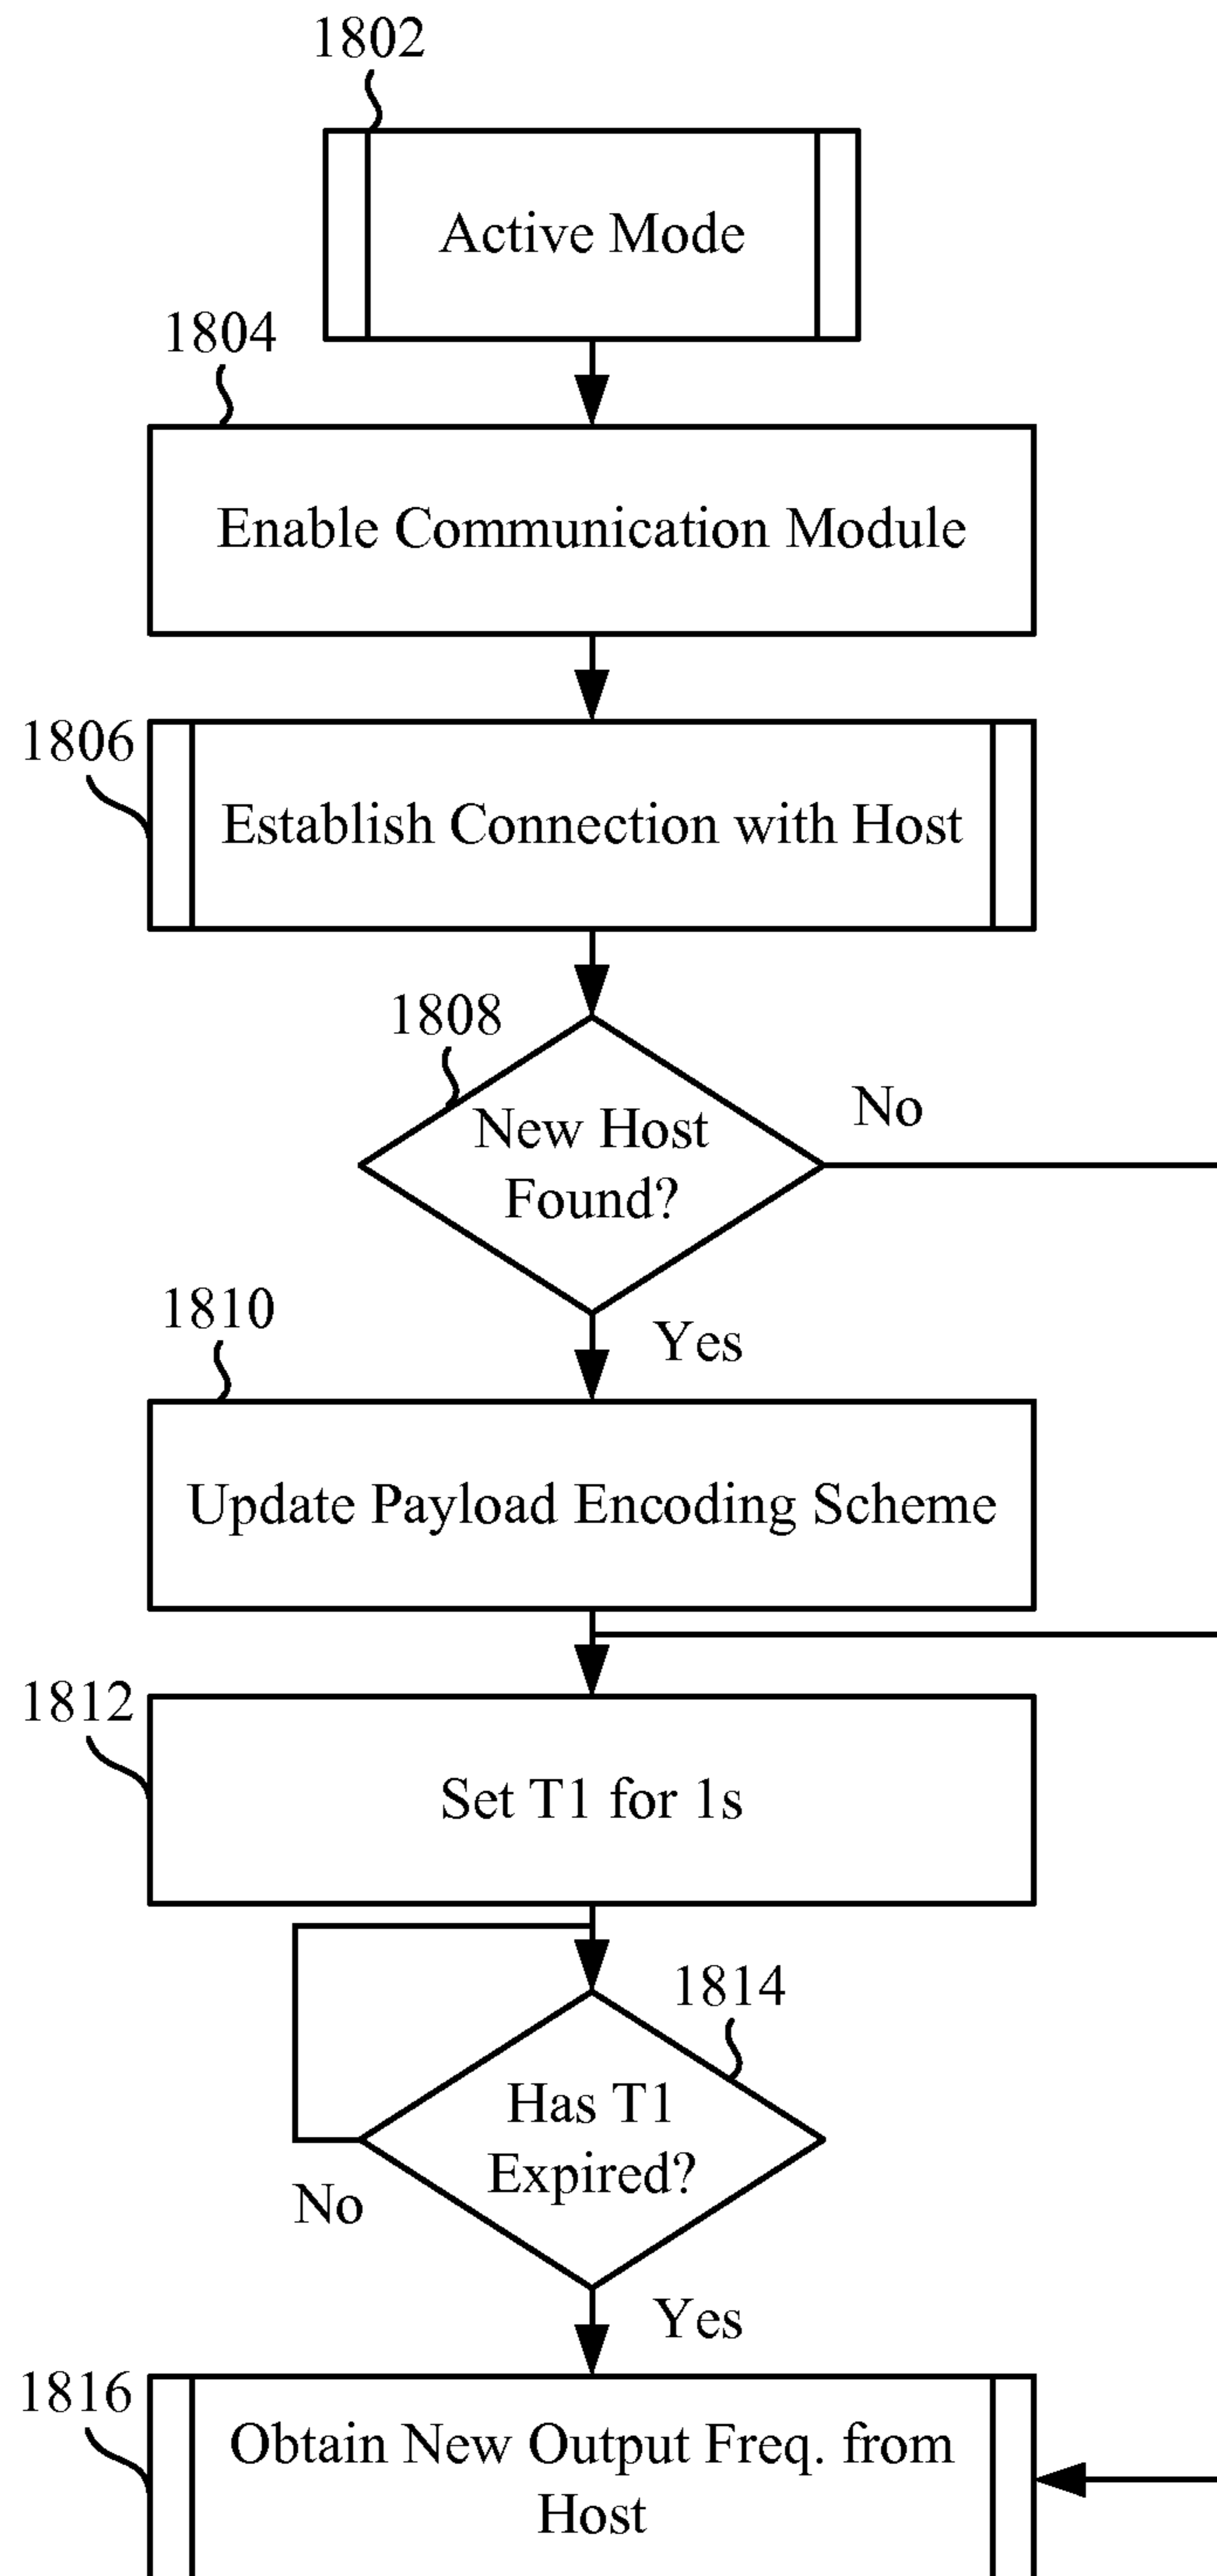 1802
Active Mode
1804
Enable Communication Module
1806
Establish Connection with Host
1808
New Host
Found?
No
Yes
1810
Update Payload Encoding Scheme
1812
Set T1 for 1s
1814
Has T1
Expired?
No
Yes
1816
Obtain New Output Freq. from
Host